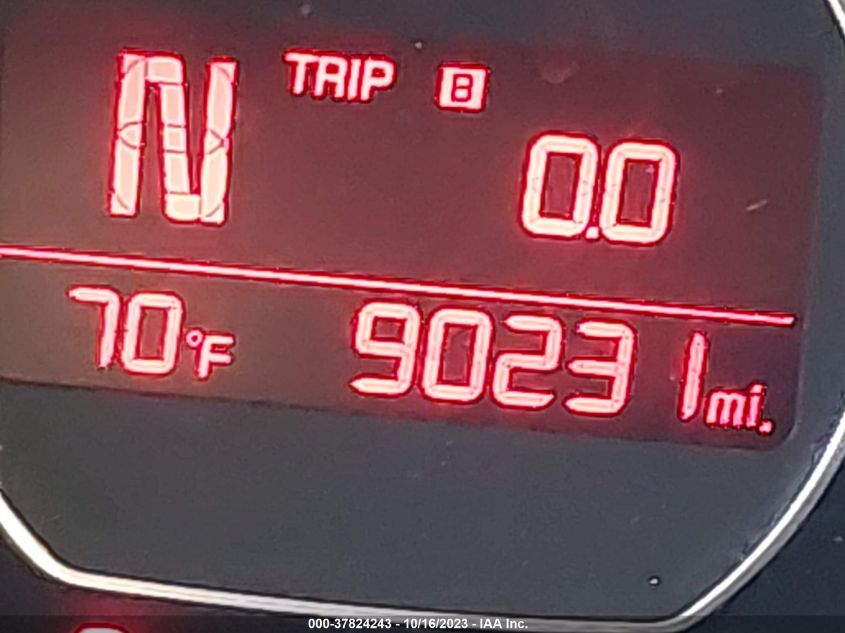 N TRIP B
0.0
70°F 90231 mi.
000-37824243 - 10/16/2023 - IAA Inc.